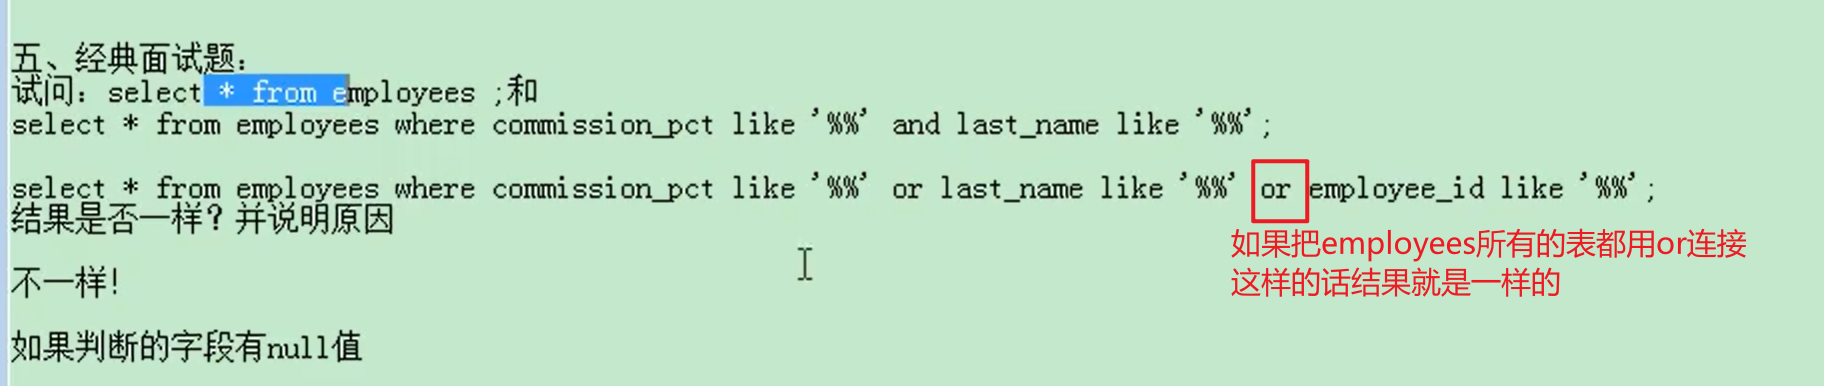 五、经典面试题：
试问：select * from employees ;和
select * from employees where commission_pct like '%%' and last_name like '%%';
select * from employees where commission_pct like '%%' or last_name like '%%' or employee_id like '%%';
结果是否一样？并说明原因
如果把employees所有的表都用or连接
这样的话结果就是一样的
不一样！
如果判断的字段有null值